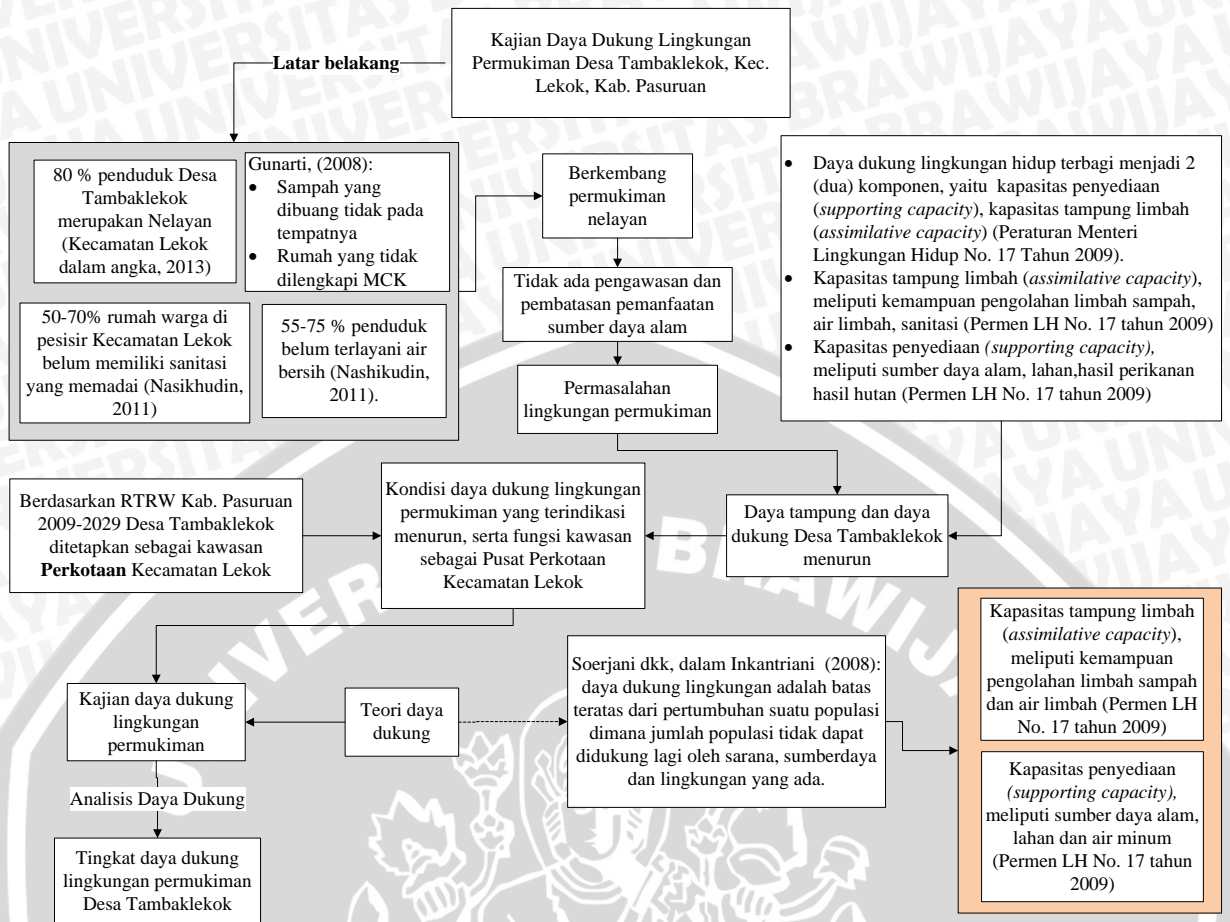 Kajian Daya Dukung Lingkungan
Permukiman Desa Tambaklekok, Kec.
Lekok, Kab. Pasuruan
Latar belakang
80 % penduduk Desa
Tambaklekok
merupakan Nelayan
(Kecamatan Lekok
dalam angka, 2013)
Gunarti, (2008):
• Sampah yang
dibuang tidak pada
tempatnya
• Rumah yang tidak
dilengkapi MCK
50-70% rumah warga di
pesisir Kecamatan Lekok
belum memiliki sanitasi
yang memadai (Nasikhudin,
2011)
55-75 % penduduk
belum terlayani air
bersih (Nashikudin,
2011).
Berkembang
permukiman
nelayan
Tidak ada pengawasan dan
pembatasan pemanfaatan
sumber daya alam
Permasalahan
lingkungan permukiman
• Daya dukung lingkungan hidup terbagi menjadi 2
(dua) komponen, yaitu kapasitas penyediaan
(supporting capacity), kapasitas tampung limbah
(assimilative capacity) (Peraturan Menteri
Lingkungan Hidup No. 17 Tahun 2009).
• Kapasitas tampung limbah (assimilative capacity),
meliputi kemampuan pengolahan limbah sampah,
air limbah, sanitasi (Permen LH No. 17 tahun 2009)
• Kapasitas penyediaan (supporting capacity),
meliputi sumber daya alam, lahan,hasil perikanan
hasil hutan (Permen LH No. 17 tahun 2009)
Berdasarkan RTRW Kab. Pasuruan
2009-2029 Desa Tambaklekok
ditetapkan sebagai kawasan
Perkotaan Kecamatan Lekok
Kondisi daya dukung lingkungan
permukiman yang terindikasi
menurun, serta fungsi kawasan
sebagai Pusat Perkotaan
Kecamatan Lekok
Daya tampung dan daya
dukung Desa Tambaklekok
menurun
Kajian daya dukung
lingkungan
permukiman
Teori daya
dukung
Soerjani dkk, dalam Inkantriani (2008):
daya dukung lingkungan adalah batas
teratas dari pertumbuhan suatu populasi
dimana jumlah populasi tidak dapat
didukung lagi oleh sarana, sumberdaya
dan lingkungan yang ada.
Kapasitas tampung limbah
(assimilative capacity),
meliputi kemampuan
pengolahan limbah sampah
dan air limbah (Permen LH
No. 17 tahun 2009)
Kapasitas penyediaan
(supporting capacity),
meliputi sumber daya alam,
lahan dan air minum
(Permen LH No. 17 tahun
2009)
Analisis Daya Dukung
Tingkat daya dukung
lingkungan permukiman
Desa Tambaklekok